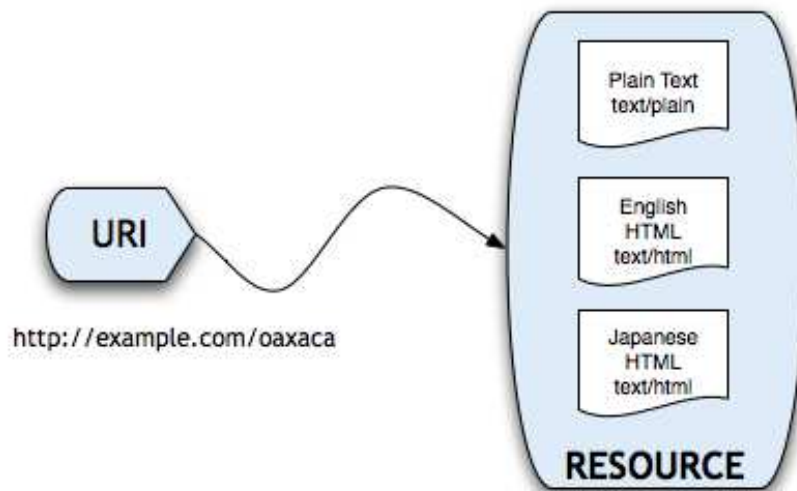 URI
http://example.com/oaxaca
Plain Text
text/plain
English
HTML
text/html
Japanese
HTML
text/html
RESOURCE